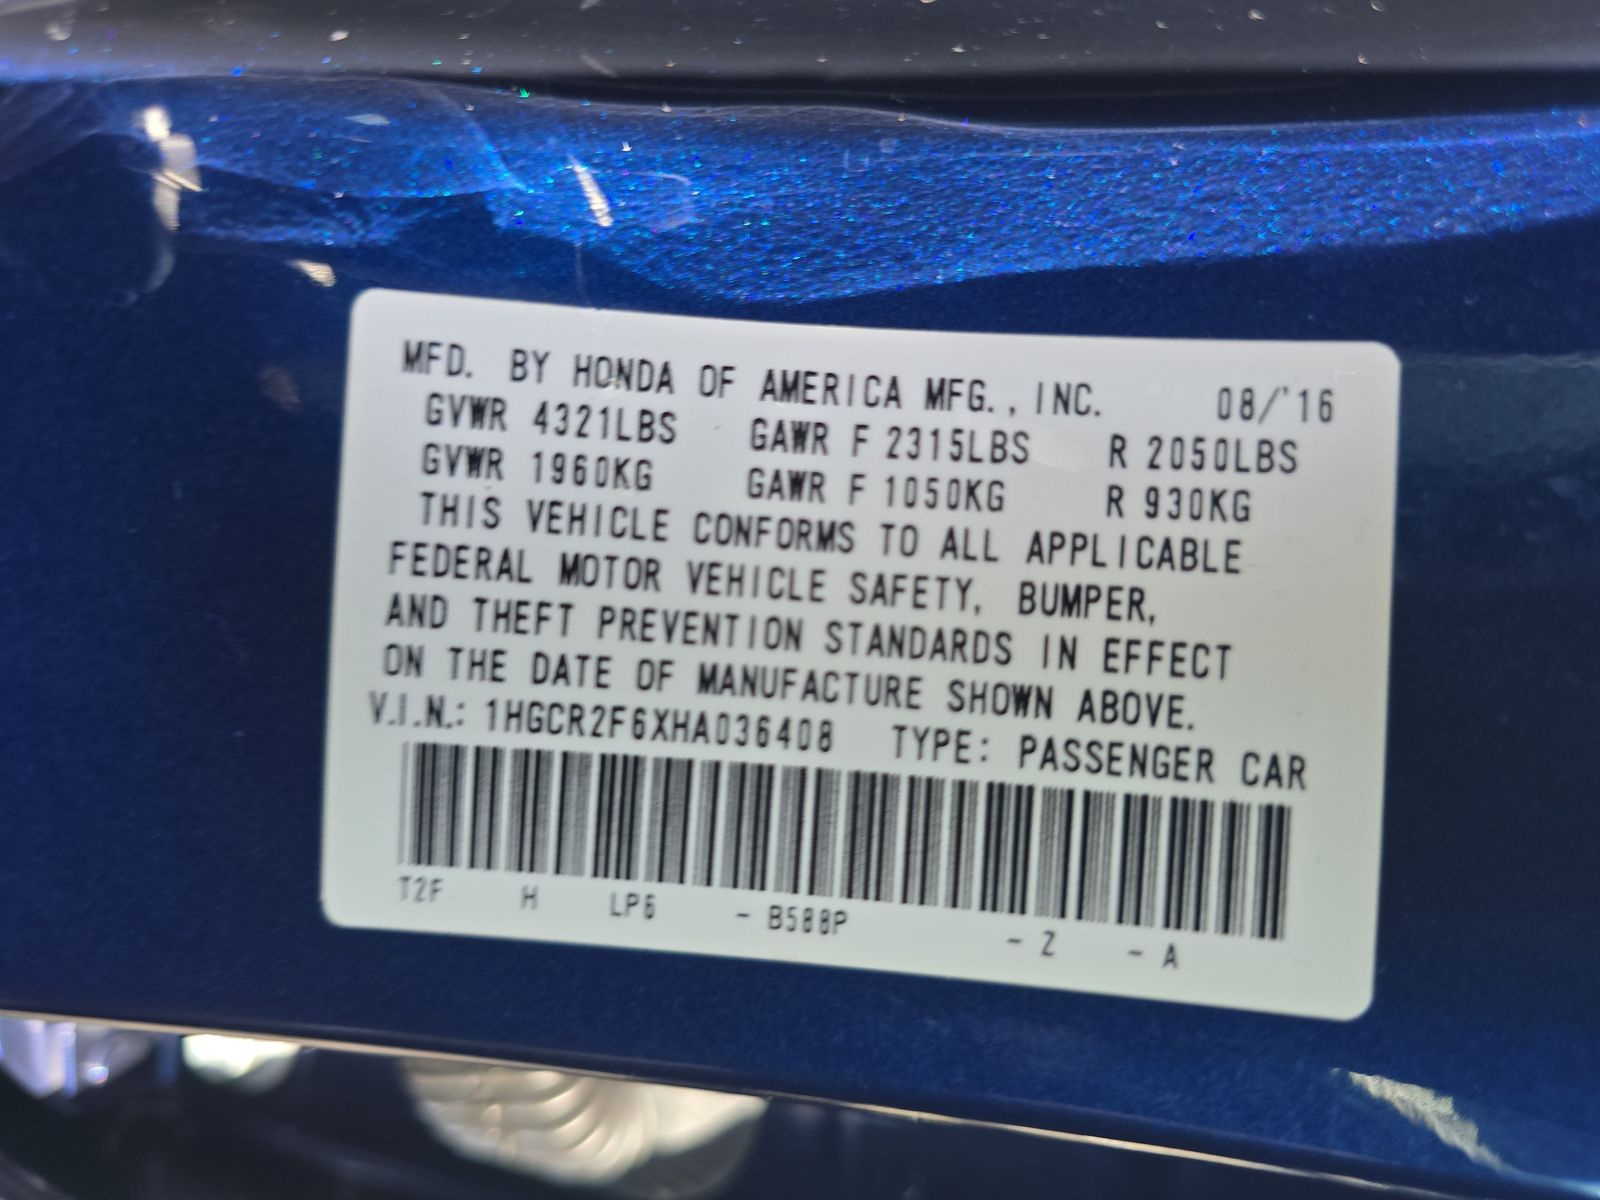 MFD. BY HONDA OF AMERICA MFG., INC. 08/'16
GVWR 4321LBS GAWR F 2315LBS R 2050LBS
GVWR 1960KG GAWR F 1050KG R 930KG
THIS VEHICLE CONFORMS TO ALL APPLICABLE
FEDERAL MOTOR VEHICLE SAFETY, BUMPER,
AND THEFT PREVENTION STANDARDS IN EFFECT
ON THE DATE OF MANUFACTURE SHOWN ABOVE.
V.I.N.: 1HGCR2F6XHA036408 TYPE: PASSENGER CAR
T2F H LP6 - B588P - Z - A